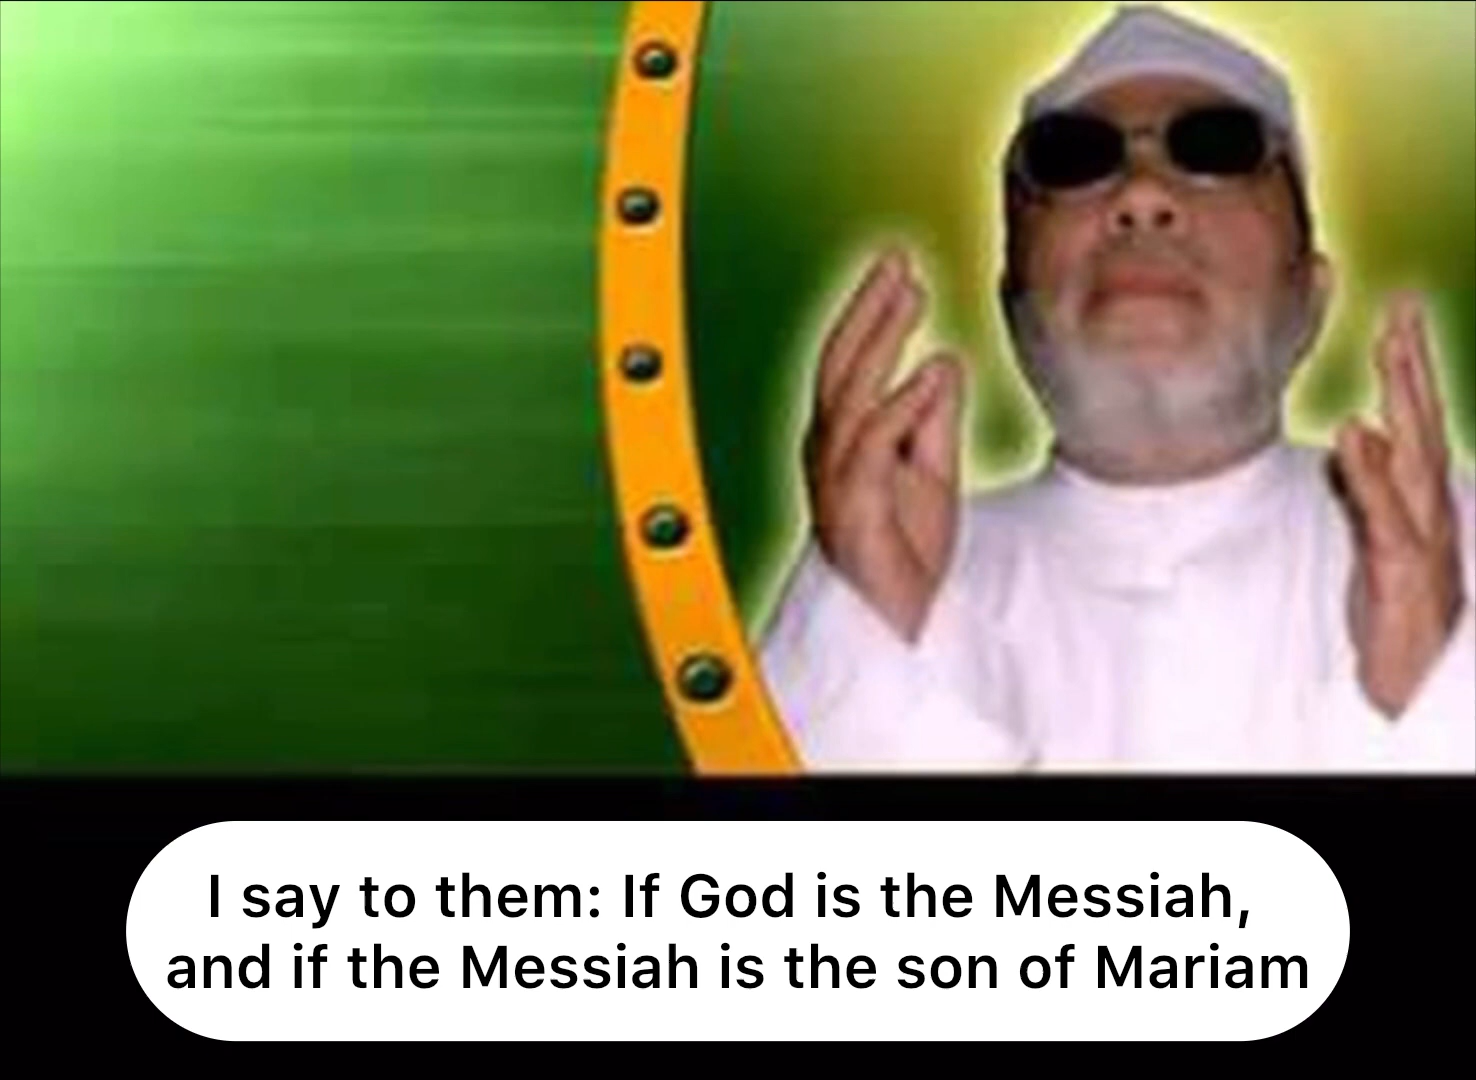 I say to them: If God is the Messiah,
and if the Messiah is the son of Mariam